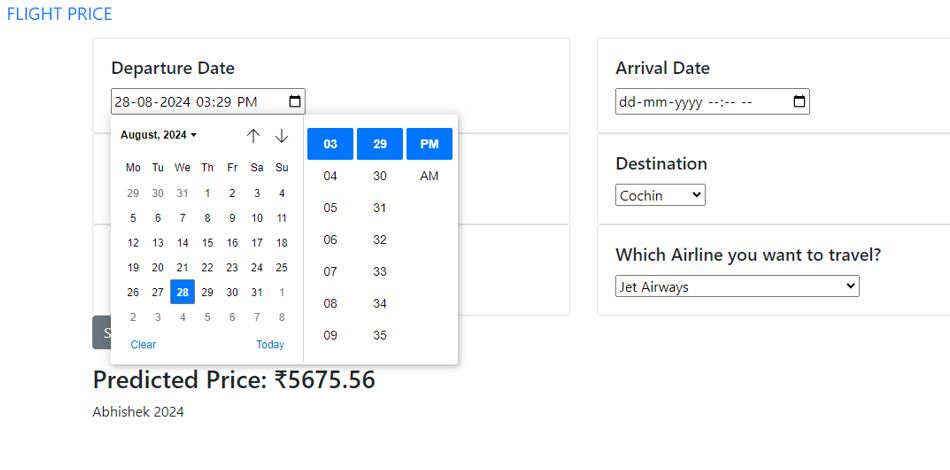 FLIGHT PRICE
Departure Date
28-08-2024 03:29 PM
Arrival Date
dd-mm-yyyy --:-- --
August, 2024
Mo Tu We Th Fr Sa Su
29 30 31 1 2 3 4
5 6 7 8 9 10 11
12 13 14 15 16 17 18
19 20 21 22 23 24 25
26 27 28 29 30 31 1
2 3 4 5 6 7 8
Clear Today
03 29 PM
04 30 AM
05 31
06 32
07 33
08 34
09 35
Destination
Cochin
Which Airline you want to travel?
Jet Airways
Predicted Price: ₹5675.56
Abhishek 2024